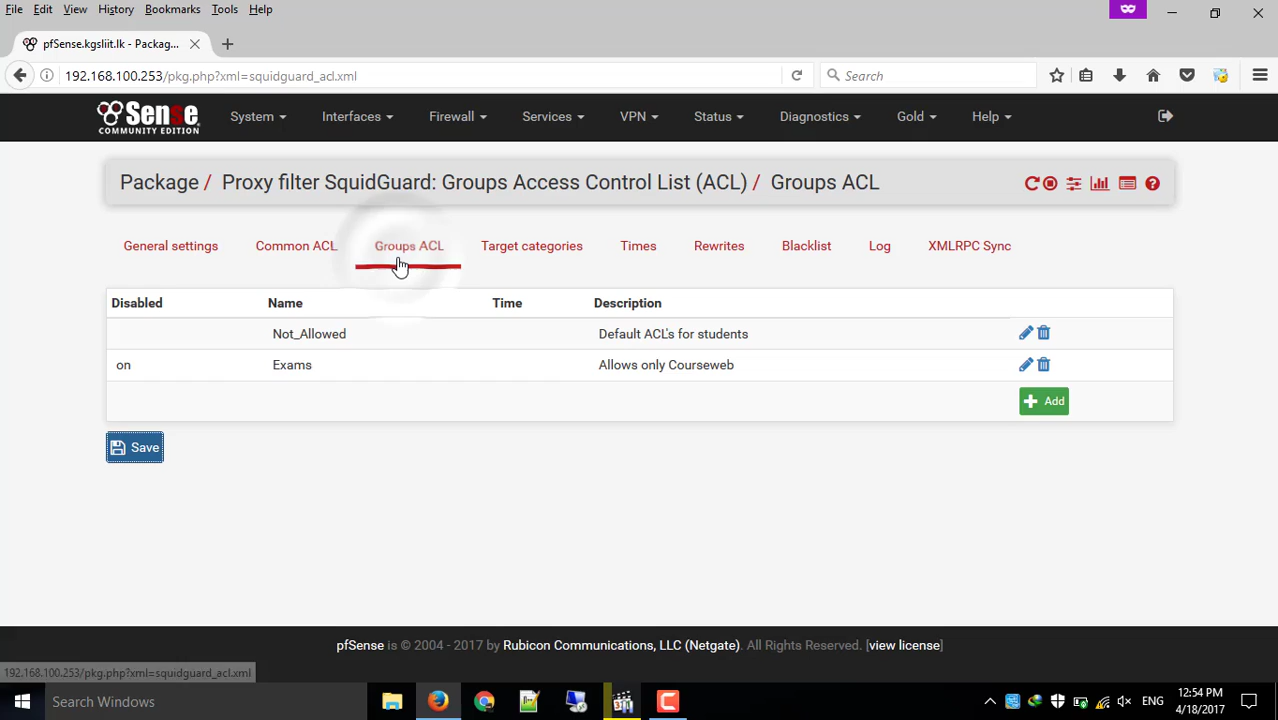 File Edit View History Bookmarks Tools Help
pfSense.kgsliit.lk - Packag...
192.168.100.253/pkg.php?xml=squidguard_acl.xml
Search
Sense
COMMUNITY EDITION
System Interfaces Firewall Services VPN Status Diagnostics Gold Help
Package / Proxy filter SquidGuard: Groups Access Control List (ACL) / Groups ACL
General settings Common ACL Groups ACL Target categories Times Rewrites Blacklist Log XMLRPC Sync
Disabled Name Time Description
Not_Allowed Default ACL's for students
on Exams Allows only Courseweb
Add
Save
pfSense is © 2004 - 2017 by Rubicon Communications, LLC (Netgate). All Rights Reserved. [view license]
192.168.100.253/pkg.php?xml=squidguard_acl.xml
Search Windows
ENG
12:54 PM
4/18/2017